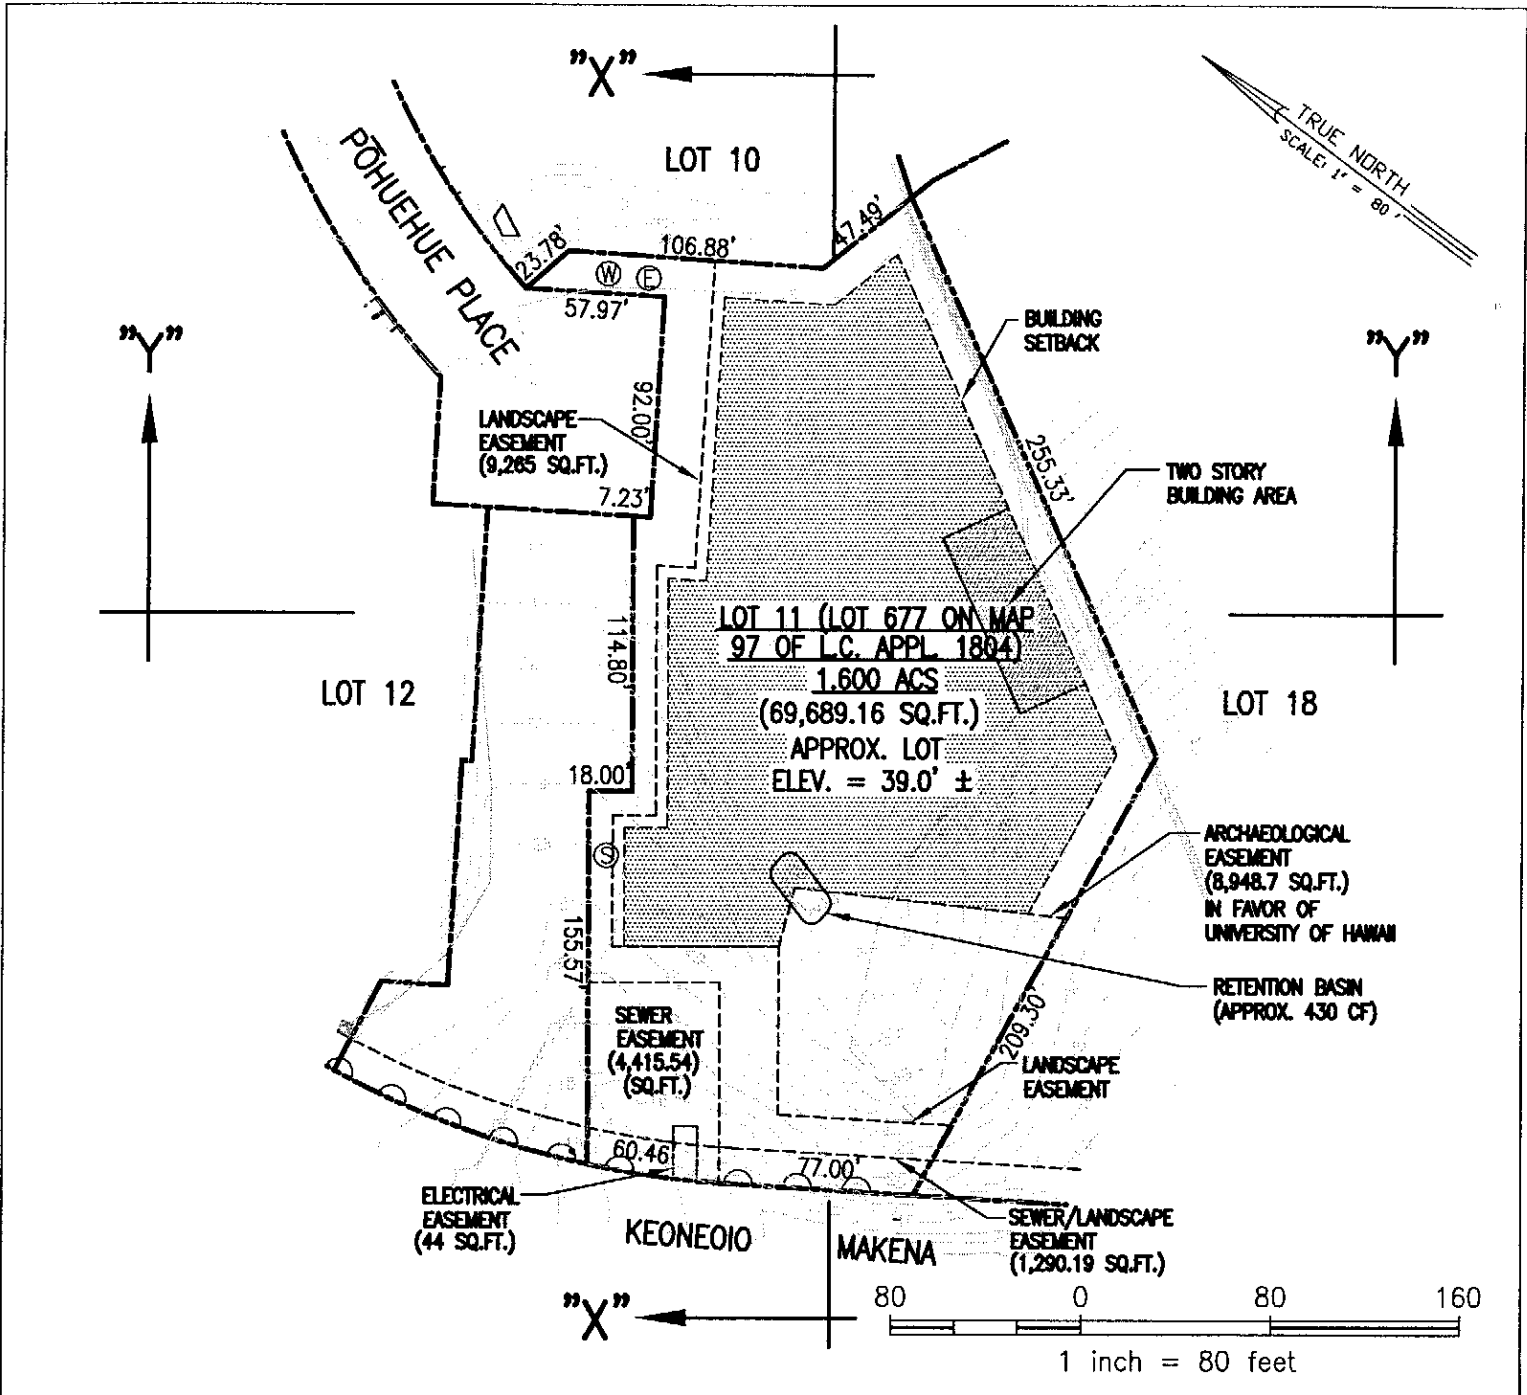 "X"
TRUE NORTH
SCALE: 1" = 80'
LOT 10
PŌHUEHUE PLACE
47.49'
23.78'
106.88'
W
E
57.97'
BUILDING
SETBACK
"Y"
"Y"
92.00'
LANDSCAPE
EASEMENT
(9,265 SQ.FT.)
255.33'
TWO STORY
BUILDING AREA
7.23'
LOT 11 (LOT 677 ON MAP
97 OF L.C. APPL. 1804)
1.600 ACS
(69,689.16 SQ.FT.)
APPROX. LOT
ELEV. = 39.0' ±
114.80'
LOT 12
LOT 18
18.00'
S
ARCHAEOLOGICAL
EASEMENT
(8,948.7 SQ.FT.)
IN FAVOR OF
UNIVERSITY OF HAWAII
155.57'
RETENTION BASIN
(APPROX. 430 CF)
SEWER
EASEMENT
(4,415.54)
(SQ.FT.)
209.30'
LANDSCAPE
EASEMENT
60.46'
77.00'
ELECTRICAL
EASEMENT
(44 SQ.FT.)
KEONEOIO
MAKENA
SEWER/LANDSCAPE
EASEMENT
(1,290.19 SQ.FT.)
"X"
80 0 80 160
1 inch = 80 feet